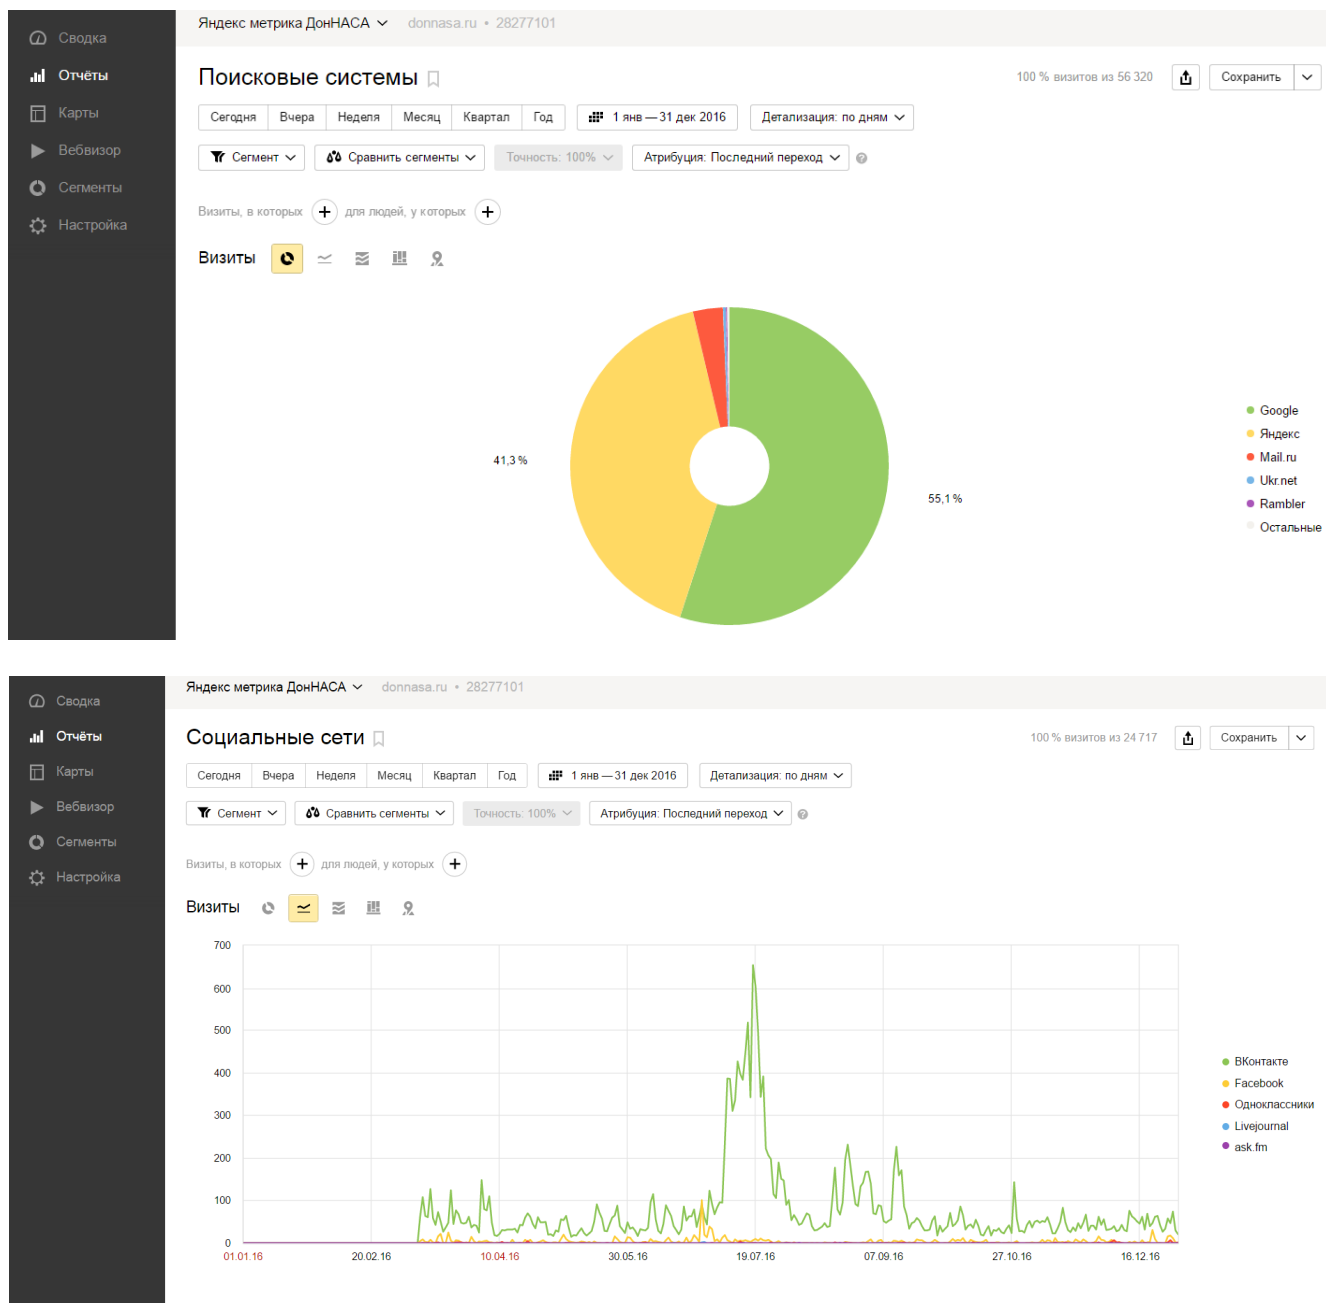 Яндекс метрика ДонНАСА donnasa.ru • 28277101
Сводка
Отчёты
Карты
Вебвизор
Сегменты
Настройка
Поисковые системы
100 % визитов из 56 320
Сохранить
Сегодня Вчера Неделя Месяц Квартал Год 1 янв — 31 дек 2016 Детализация: по дням
Сегмент Сравнить сегменты Точность: 100% Атрибуция: Последний переход ?
Визиты, в которых + для людей, у которых +
Визиты
41,3 %
55,1 %
Google
Яндекс
Mail.ru
Ukr.net
Rambler
Остальные
Яндекс метрика ДонНАСА donnasa.ru • 28277101
Сводка
Отчёты
Карты
Вебвизор
Сегменты
Настройка
Социальные сети
100 % визитов из 24 717
Сохранить
Сегодня Вчера Неделя Месяц Квартал Год 1 янв — 31 дек 2016 Детализация: по дням
Сегмент Сравнить сегменты Точность: 100% Атрибуция: Последний переход ?
Визиты, в которых + для людей, у которых +
Визиты
700
600
500
400
300
200
100
0
01.01.16 20.02.16 10.04.16 30.05.16 19.07.16 07.09.16 27.10.16 16.12.16
ВКонтакте
Facebook
Одноклассники
Livejournal
ask.fm